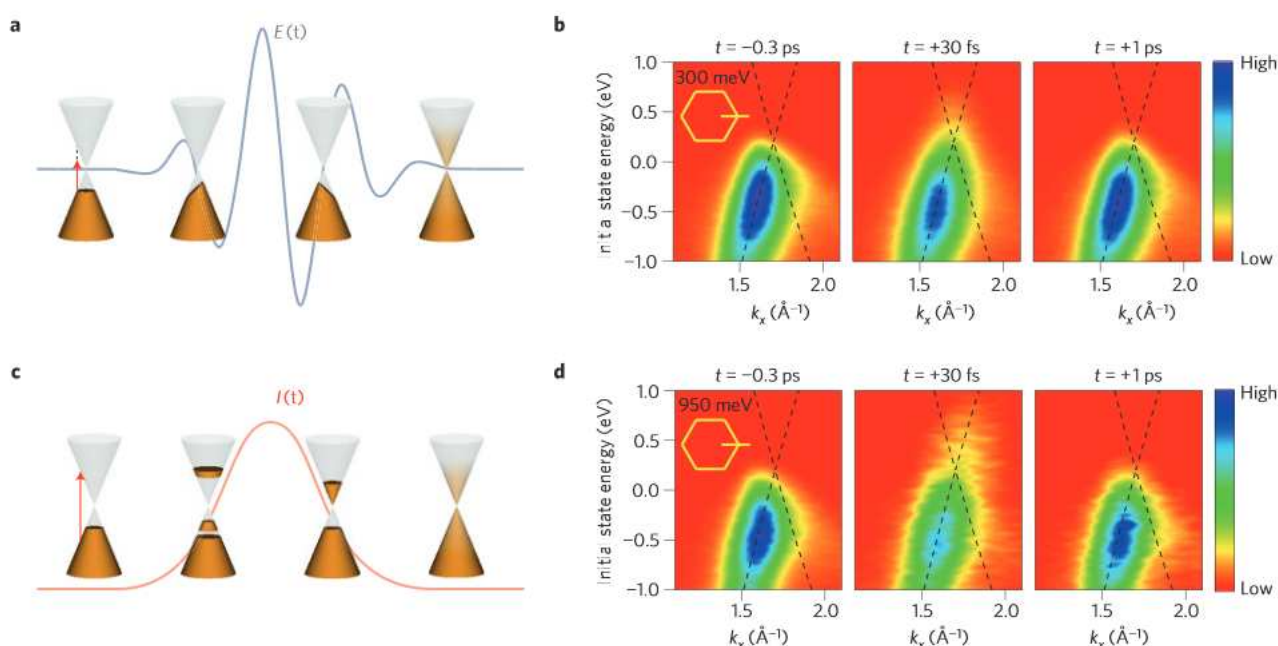 a
E(t)
b
t = −0.3 ps
t = +30 fs
t = +1 ps
300 meV
Initia state energy (eV)
1.0
0.5
0.0
−0.5
−1.0
1.5
2.0
1.5
2.0
1.5
2.0
kx (Å−1)
kx (Å−1)
kx (Å−1)
High
Low
c
I(t)
d
t = −0.3 ps
t = +30 fs
t = +1 ps
950 meV
Initia state energy (eV)
1.0
0.5
0.0
−0.5
−1.0
1.5
2.0
1.5
2.0
1.5
2.0
kx (Å−1)
kx (Å−1)
kx (Å−1)
High
Low